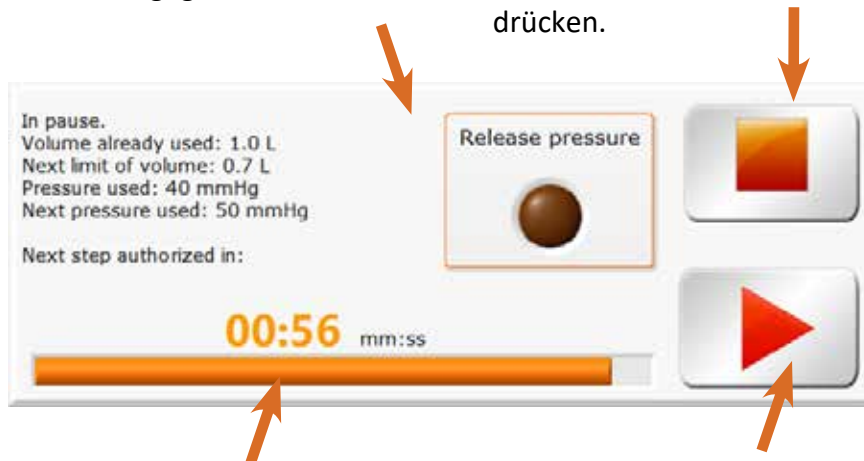 drücken.
In pause.
Volume already used: 1.0 L
Next limit of volume: 0.7 L
Pressure used: 40 mmHg
Next pressure used: 50 mmHg
Next step authorized in:
00:56 mm:ss
Release pressure